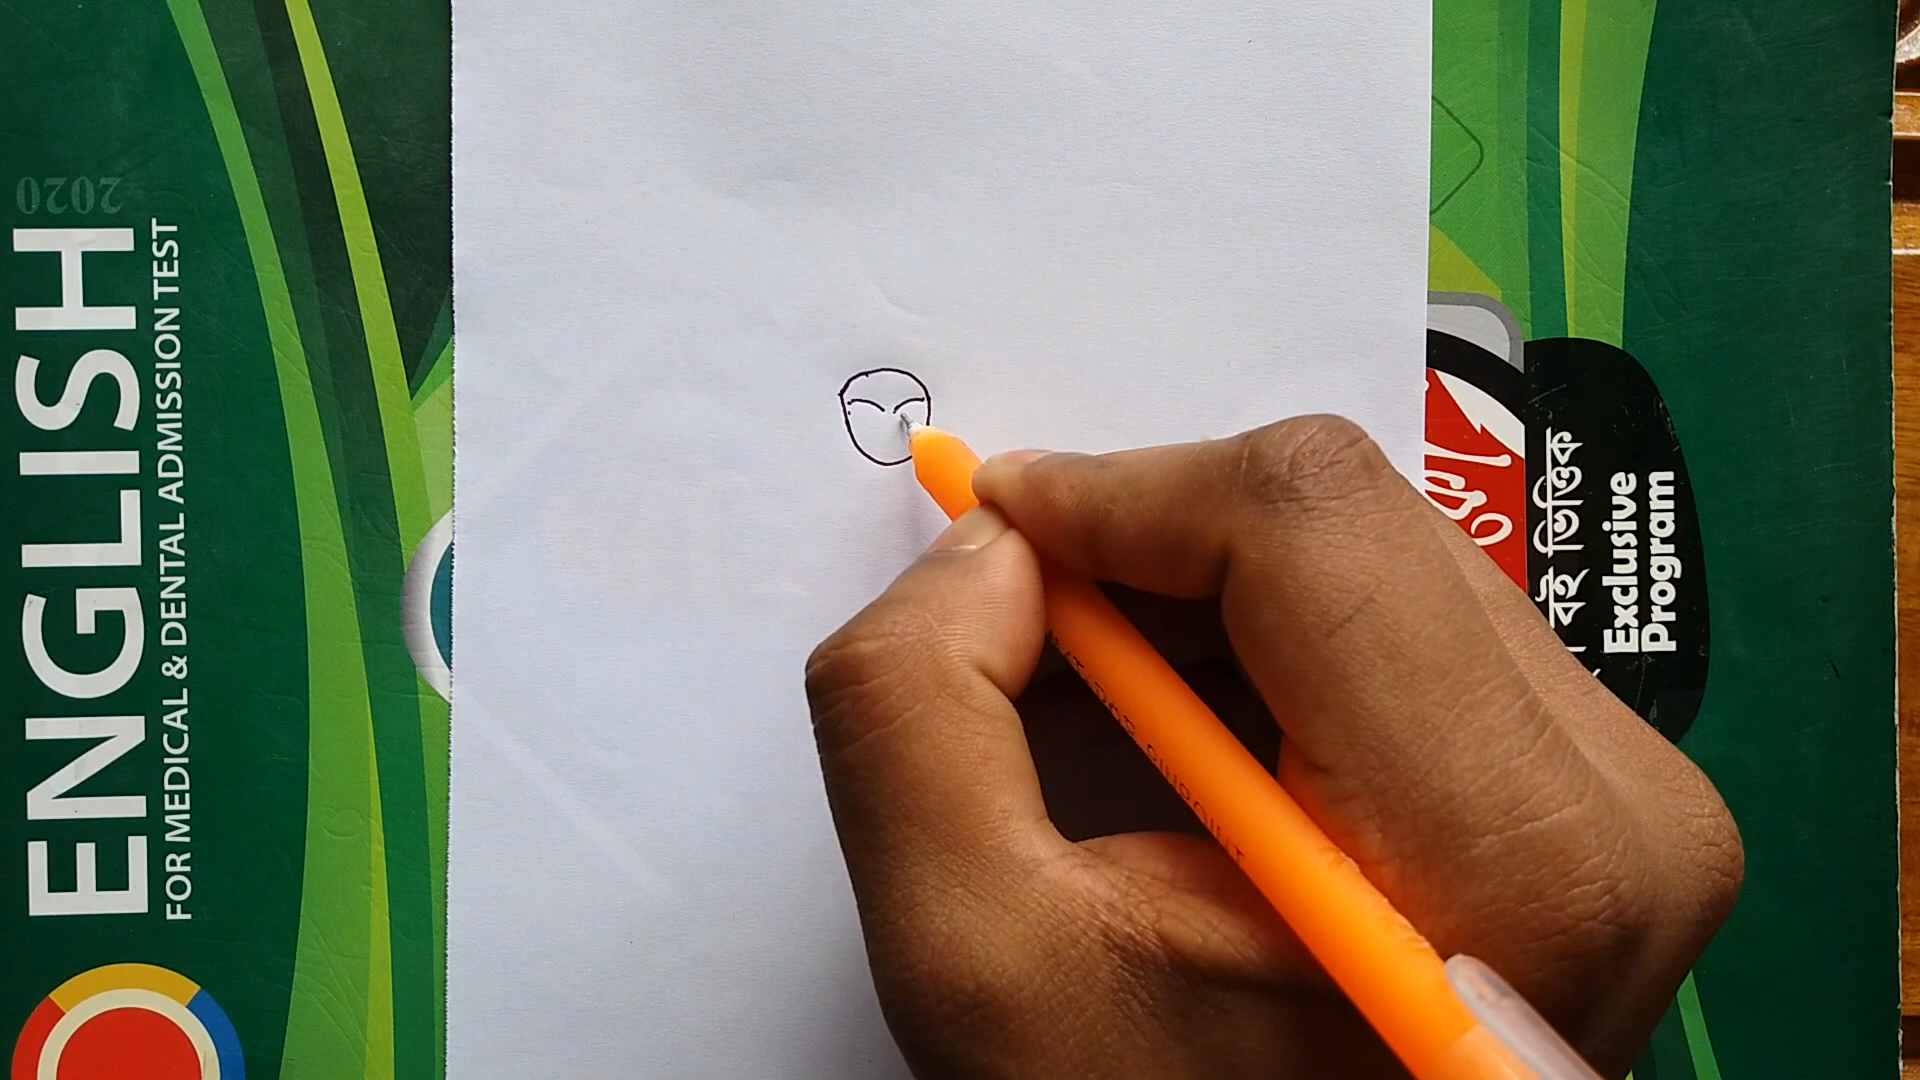 2020
ENGLISH
FOR MEDICAL & DENTAL ADMISSION TEST
বই ভিত্তিক
Exclusive
Program